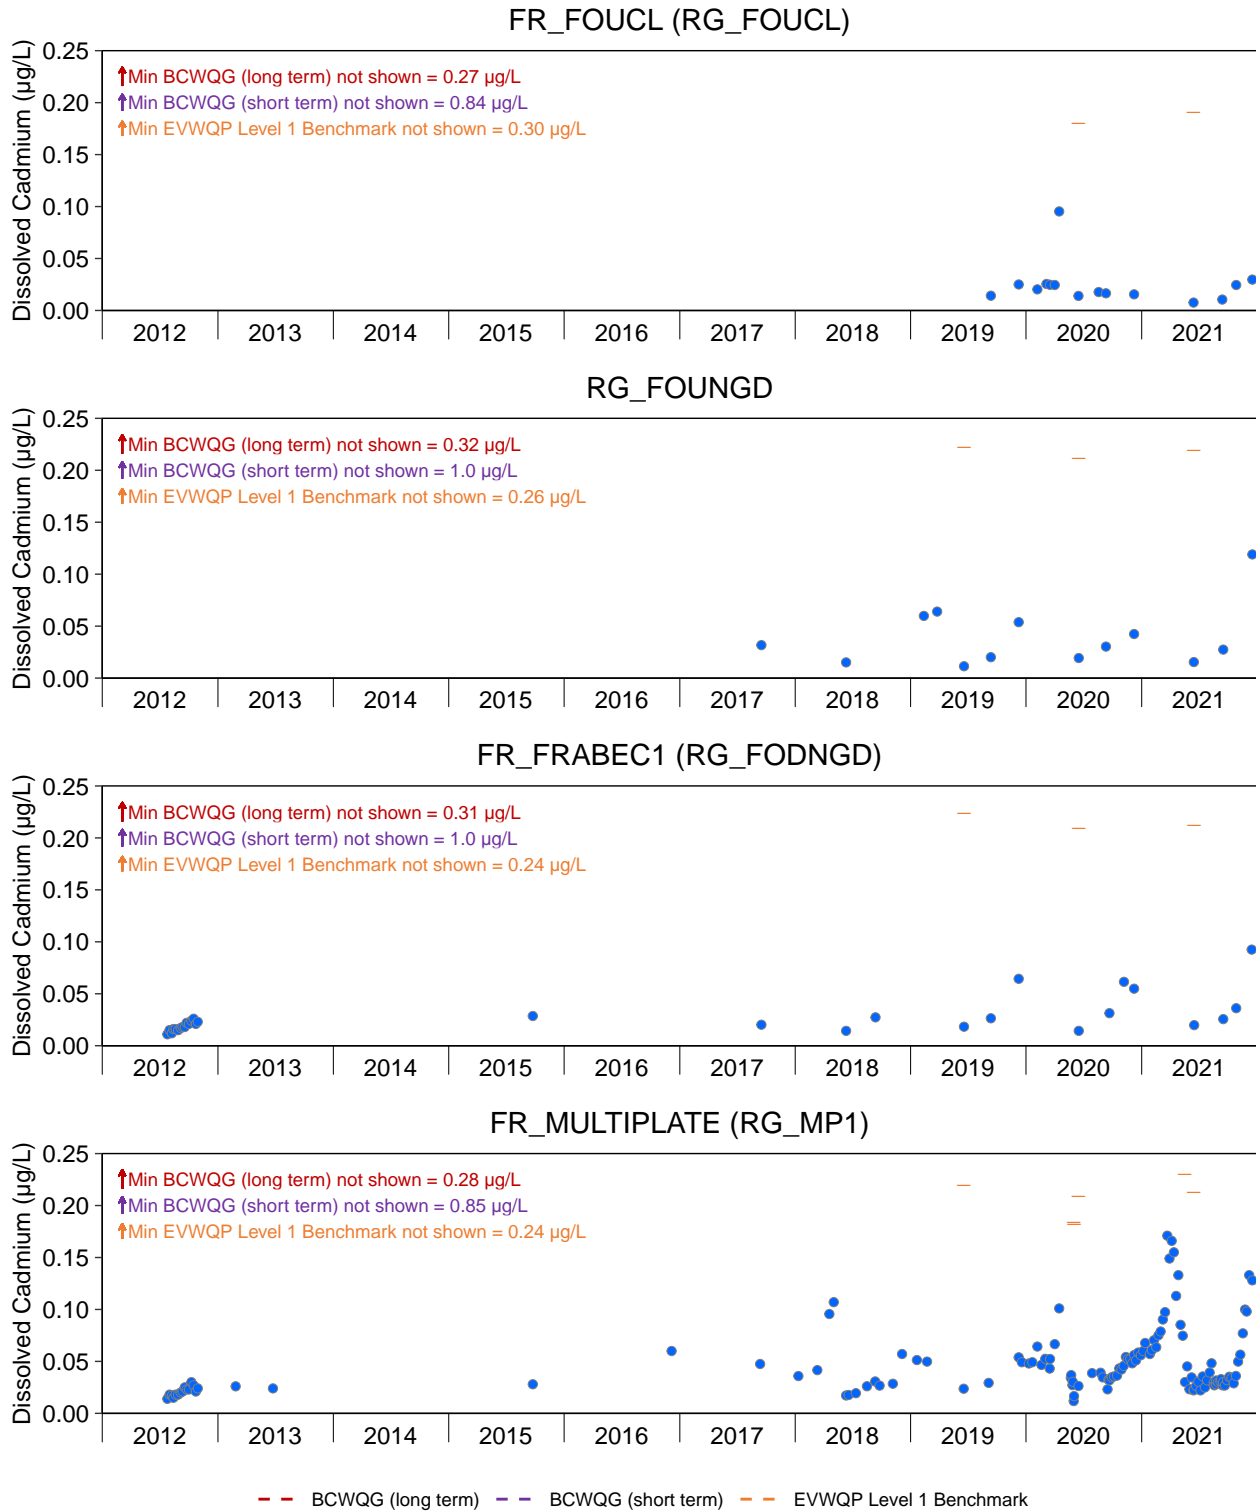 FR_FOUCL (RG_FOUCL)
Dissolved Cadmium (µg/L)
0.25
0.20
0.15
0.10
0.05
0.00
Min BCWQG (long term) not shown = 0.27 µg/L
Min BCWQG (short term) not shown = 0.84 µg/L
Min EVWQP Level 1 Benchmark not shown = 0.30 µg/L
2012 2013 2014 2015 2016 2017 2018 2019 2020 2021
RG_FOUNGD
Dissolved Cadmium (µg/L)
0.25
0.20
0.15
0.10
0.05
0.00
Min BCWQG (long term) not shown = 0.32 µg/L
Min BCWQG (short term) not shown = 1.0 µg/L
Min EVWQP Level 1 Benchmark not shown = 0.26 µg/L
2012 2013 2014 2015 2016 2017 2018 2019 2020 2021
FR_FRABEC1 (RG_FODNGD)
Dissolved Cadmium (µg/L)
0.25
0.20
0.15
0.10
0.05
0.00
Min BCWQG (long term) not shown = 0.31 µg/L
Min BCWQG (short term) not shown = 1.0 µg/L
Min EVWQP Level 1 Benchmark not shown = 0.24 µg/L
2012 2013 2014 2015 2016 2017 2018 2019 2020 2021
FR_MULTIPLATE (RG_MP1)
Dissolved Cadmium (µg/L)
0.25
0.20
0.15
0.10
0.05
0.00
Min BCWQG (long term) not shown = 0.28 µg/L
Min BCWQG (short term) not shown = 0.85 µg/L
Min EVWQP Level 1 Benchmark not shown = 0.24 µg/L
2012 2013 2014 2015 2016 2017 2018 2019 2020 2021
BCWQG (long term) BCWQG (short term) EVWQP Level 1 Benchmark